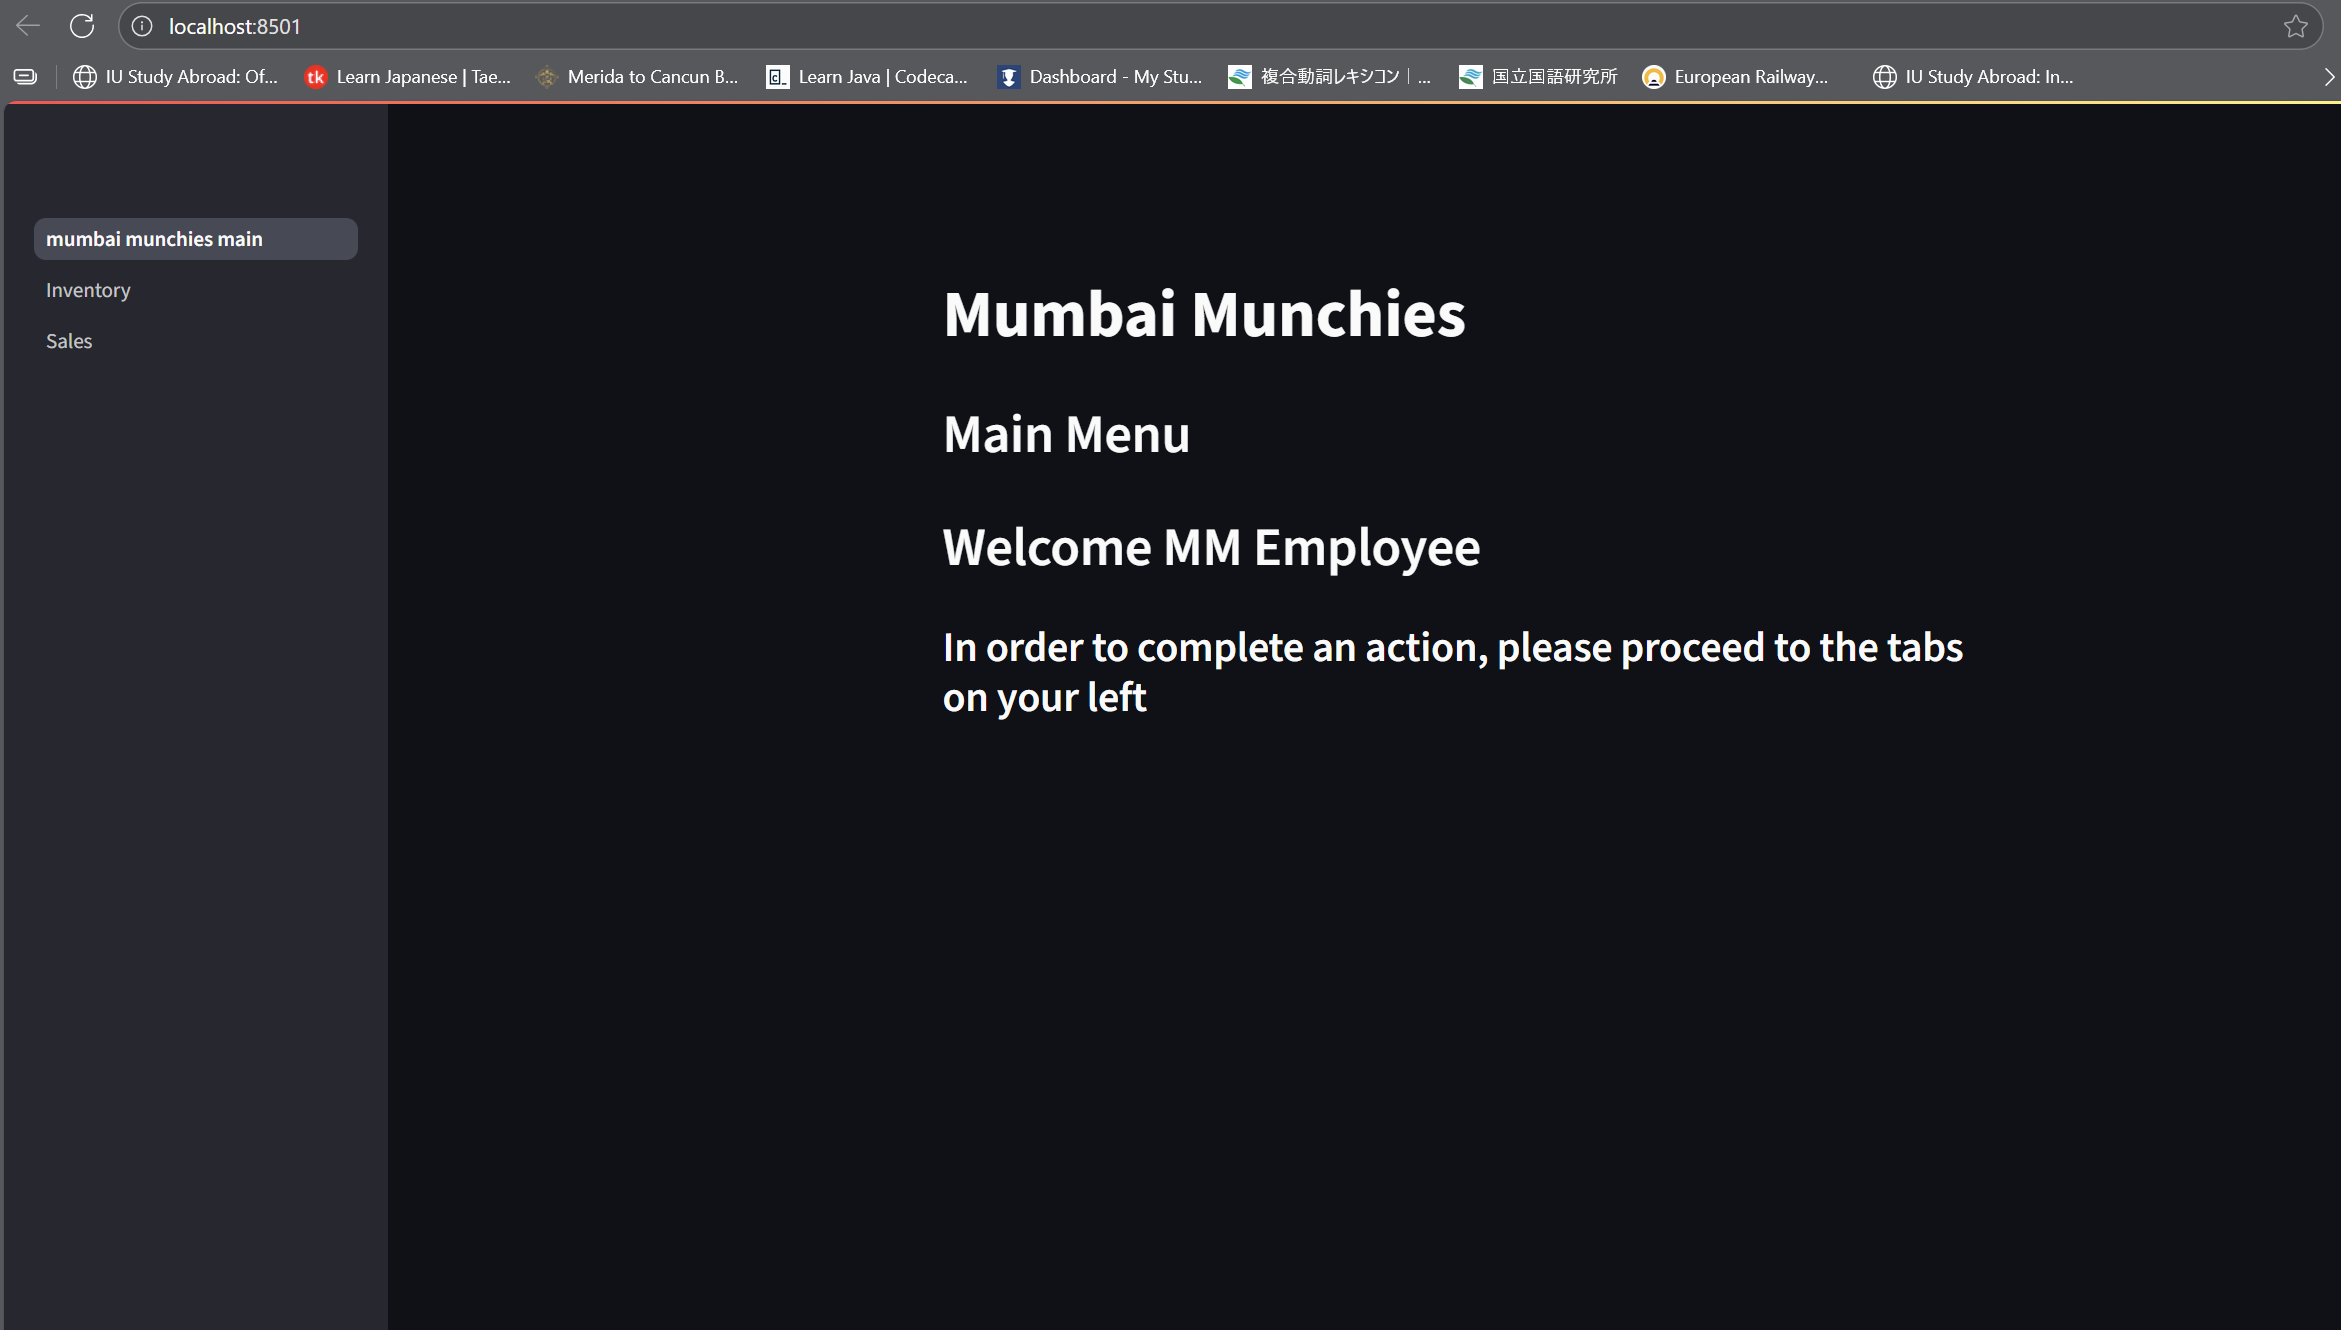 localhost:8501
IU Study Abroad: Of...
tk Learn Japanese | Tae...
Merida to Cancun B...
Learn Java | Codeca...
Dashboard - My Stu...
複合動詞レキシコン｜...
国立国語研究所
European Railway...
IU Study Abroad: In...
mumbai munchies main
Inventory
Sales
Mumbai Munchies
Main Menu
Welcome MM Employee
In order to complete an action, please proceed to the tabs
on your left